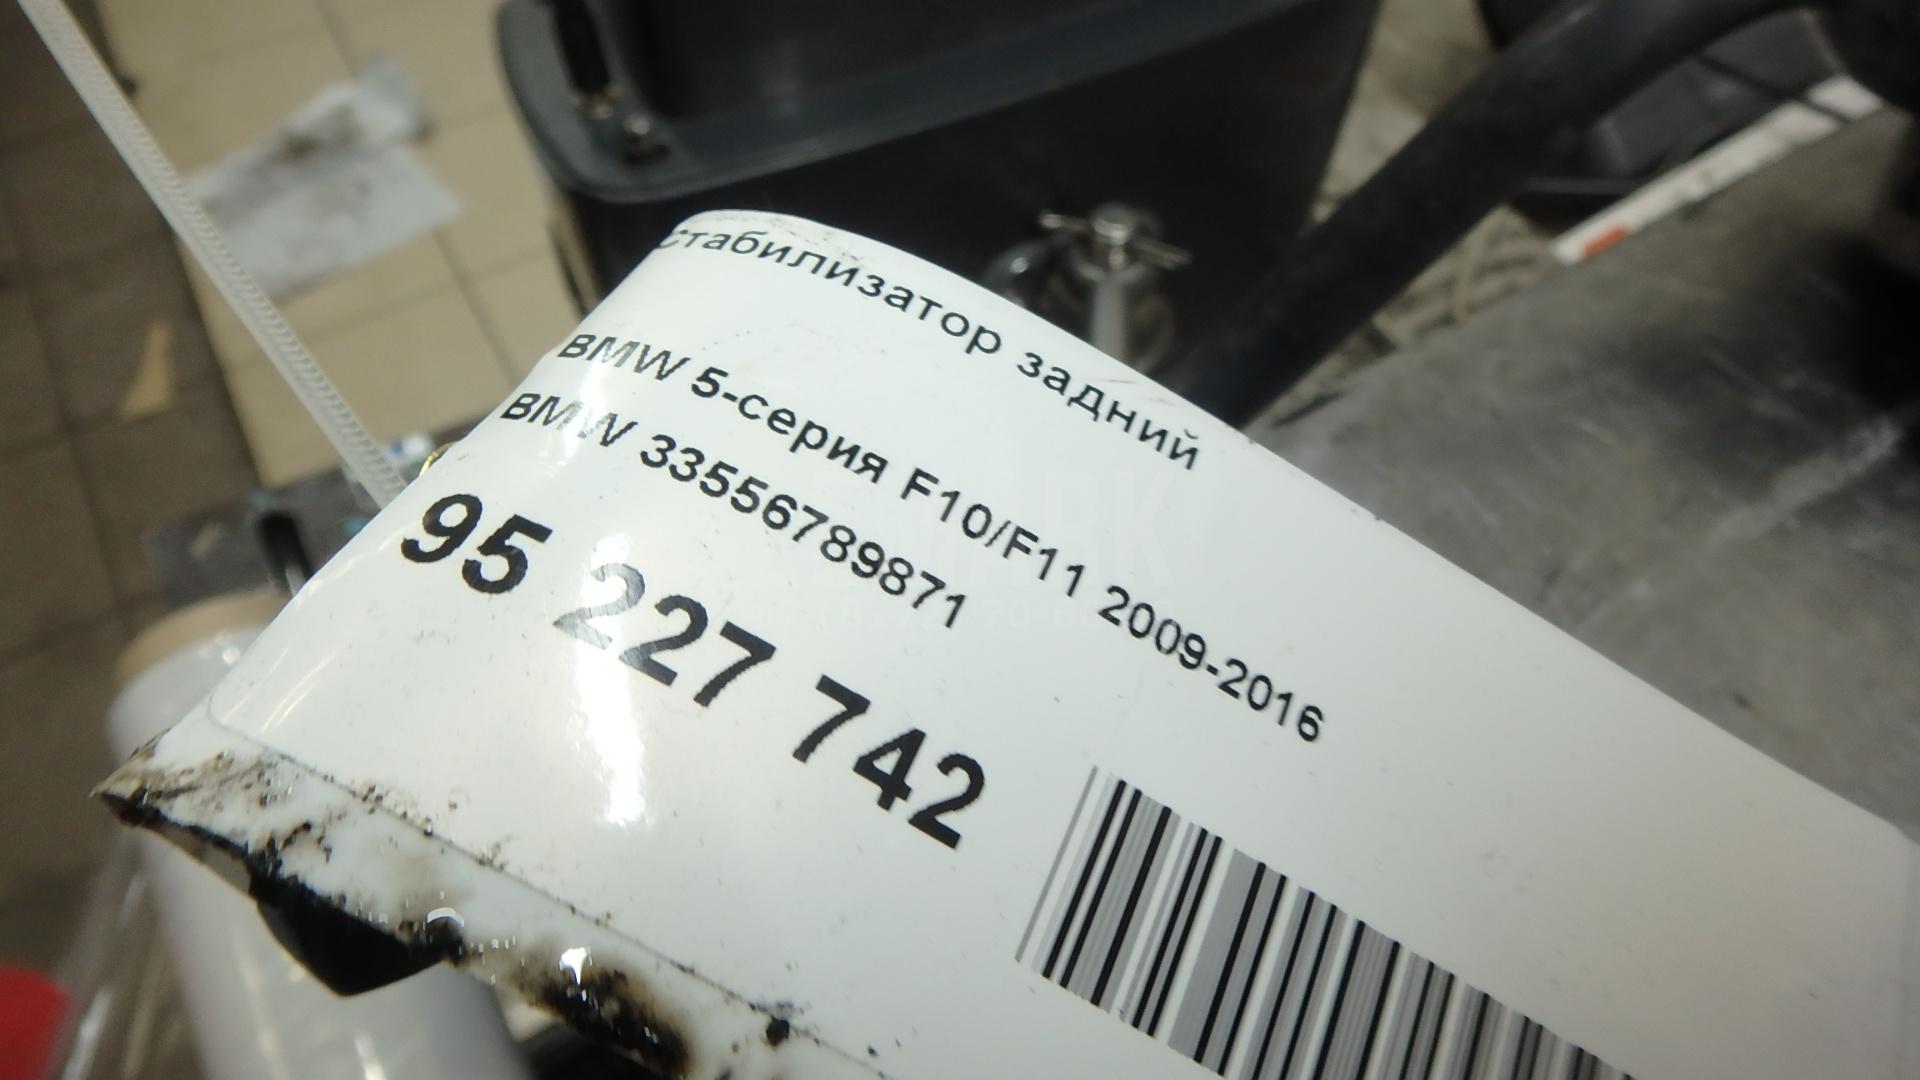 Стабилизатор задний
BMW 5-серия F10/F11 2009-2016
BMW 33556789871
95 227 742